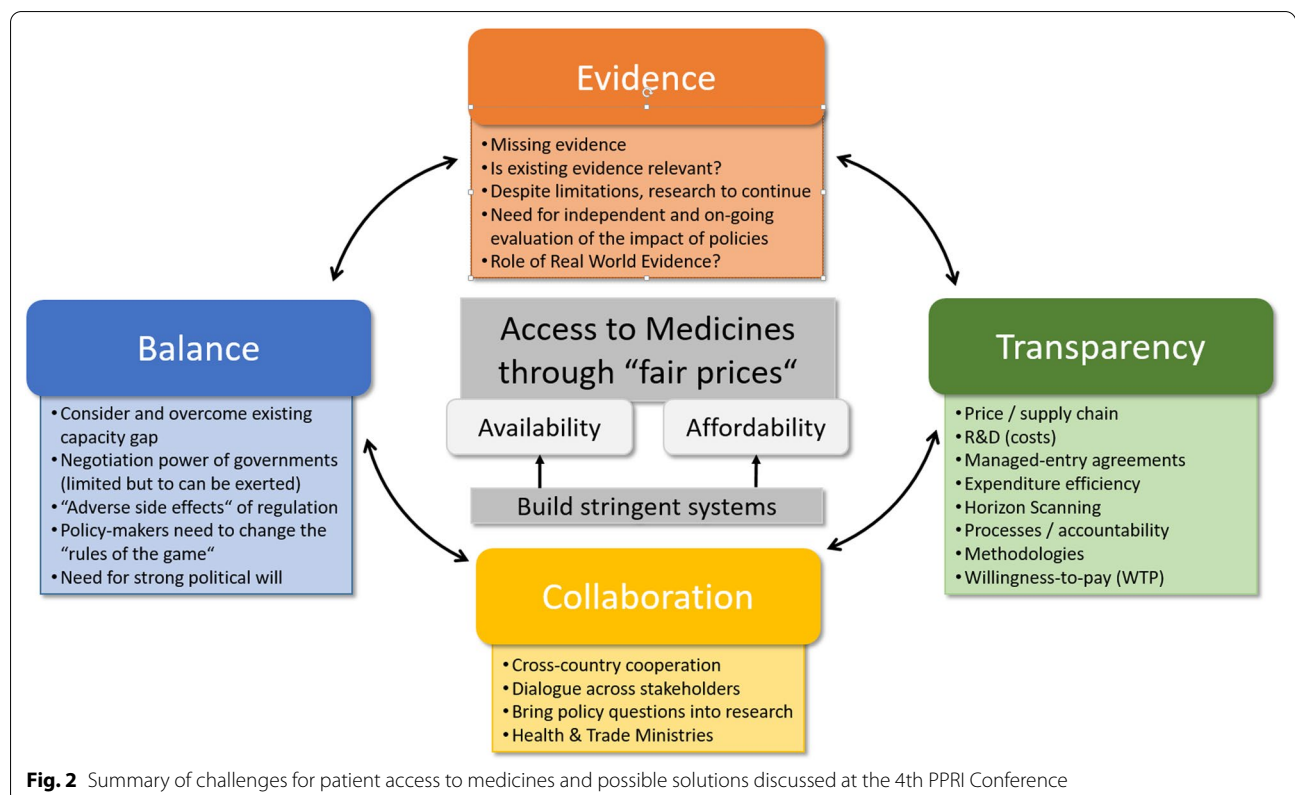 Evidence
• Missing evidence
• Is existing evidence relevant?
• Despite limitations, research to continue
• Need for independent and on-going
evaluation of the impact of policies
• Role of Real World Evidence?
Balance
• Consider and overcome existing
capacity gap
• Negotiation power of governments
(limited but to can be exerted)
• “Adverse side effects“ of regulation
• Policy-makers need to change the
“rules of the game“
• Need for strong political will
Access to Medicines
through “fair prices“
Availability
Affordability
Build stringent systems
Transparency
• Price / supply chain
• R&D (costs)
• Managed-entry agreements
• Expenditure efficiency
• Horizon Scanning
• Processes / accountability
• Methodologies
• Willingness-to-pay (WTP)
Collaboration
• Cross-country cooperation
• Dialogue across stakeholders
• Bring policy questions into research
• Health & Trade Ministries
Fig. 2 Summary of challenges for patient access to medicines and possible solutions discussed at the 4th PPRI Conference